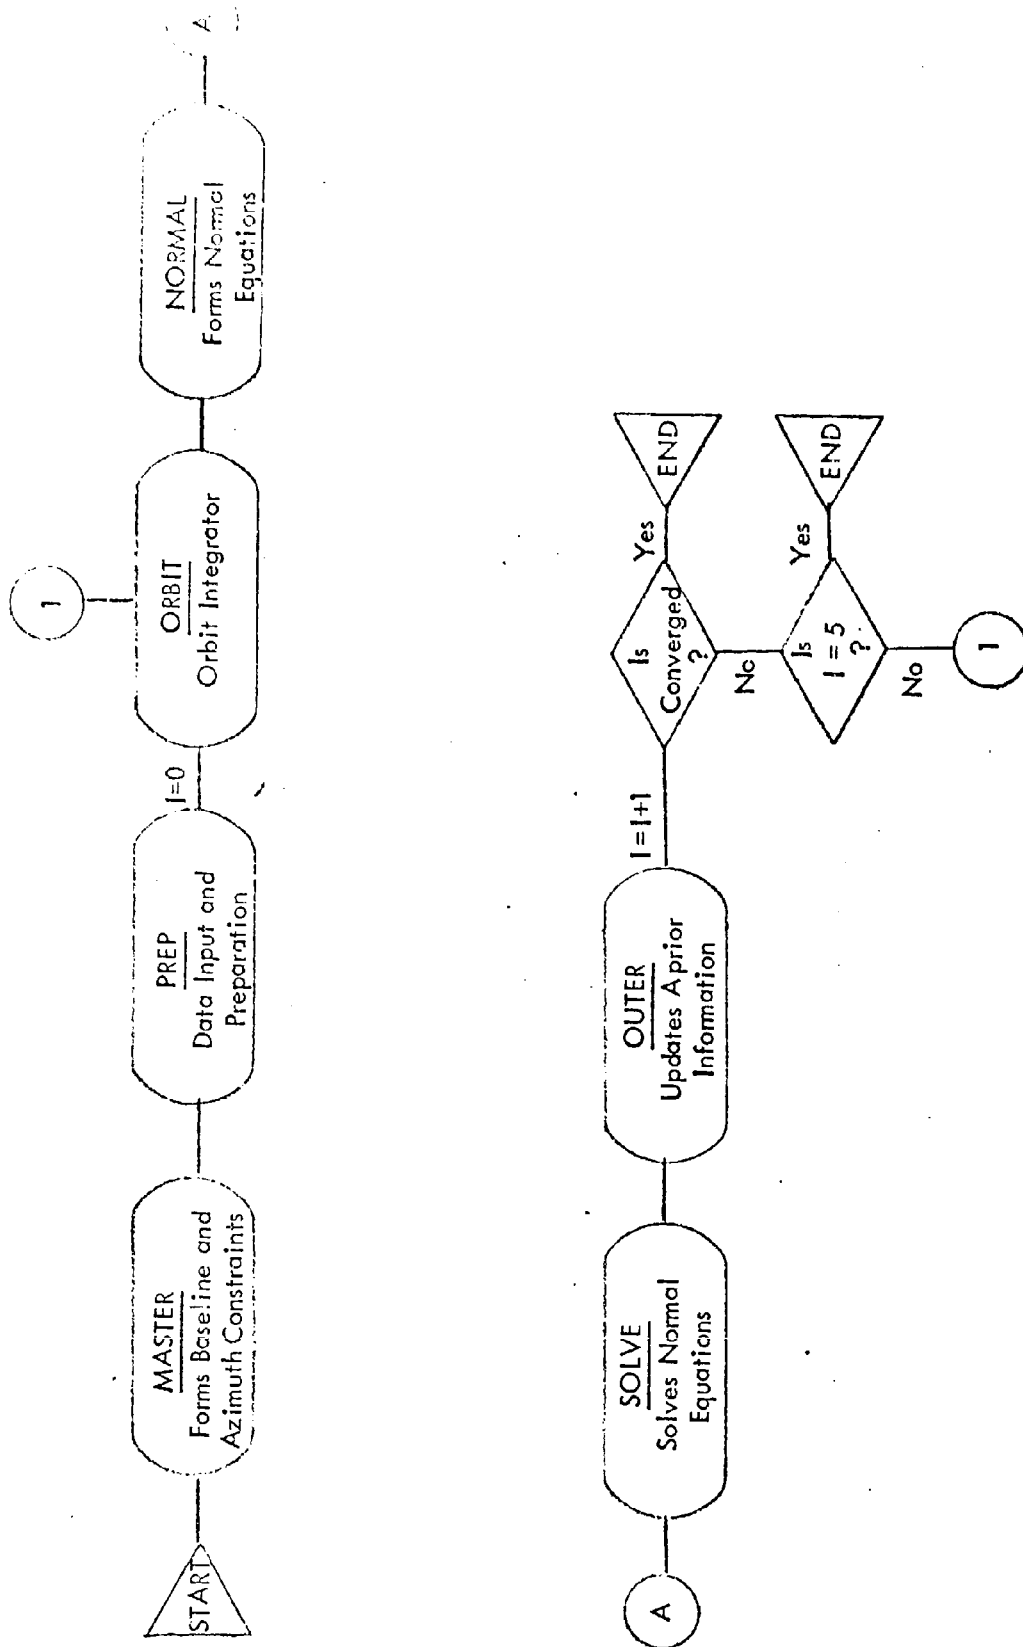 START
MASTER
Forms Baseline and
Azimuth Constraints
PREP
Data Input and
Preparation
I=0
1
ORBIT
Orbit Integrator
NORMAL
Forms Normal
Equations
A
A
SOLVE
Solves Normal
Equations
OUTER
Updates Aprior
Information
I=I+1
Is
Converged
?
Yes
END
No
Is
I=5
?
Yes
END
No
1